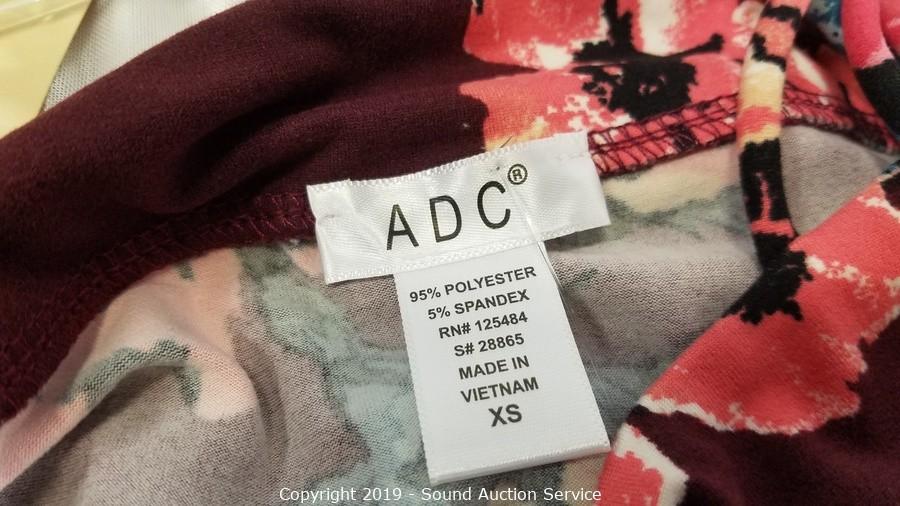 ADC®
95% POLYESTER
5% SPANDEX
RN# 125484
S# 28865
MADE IN
VIETNAM
XS
Copyright 2019 - Sound Auction Service